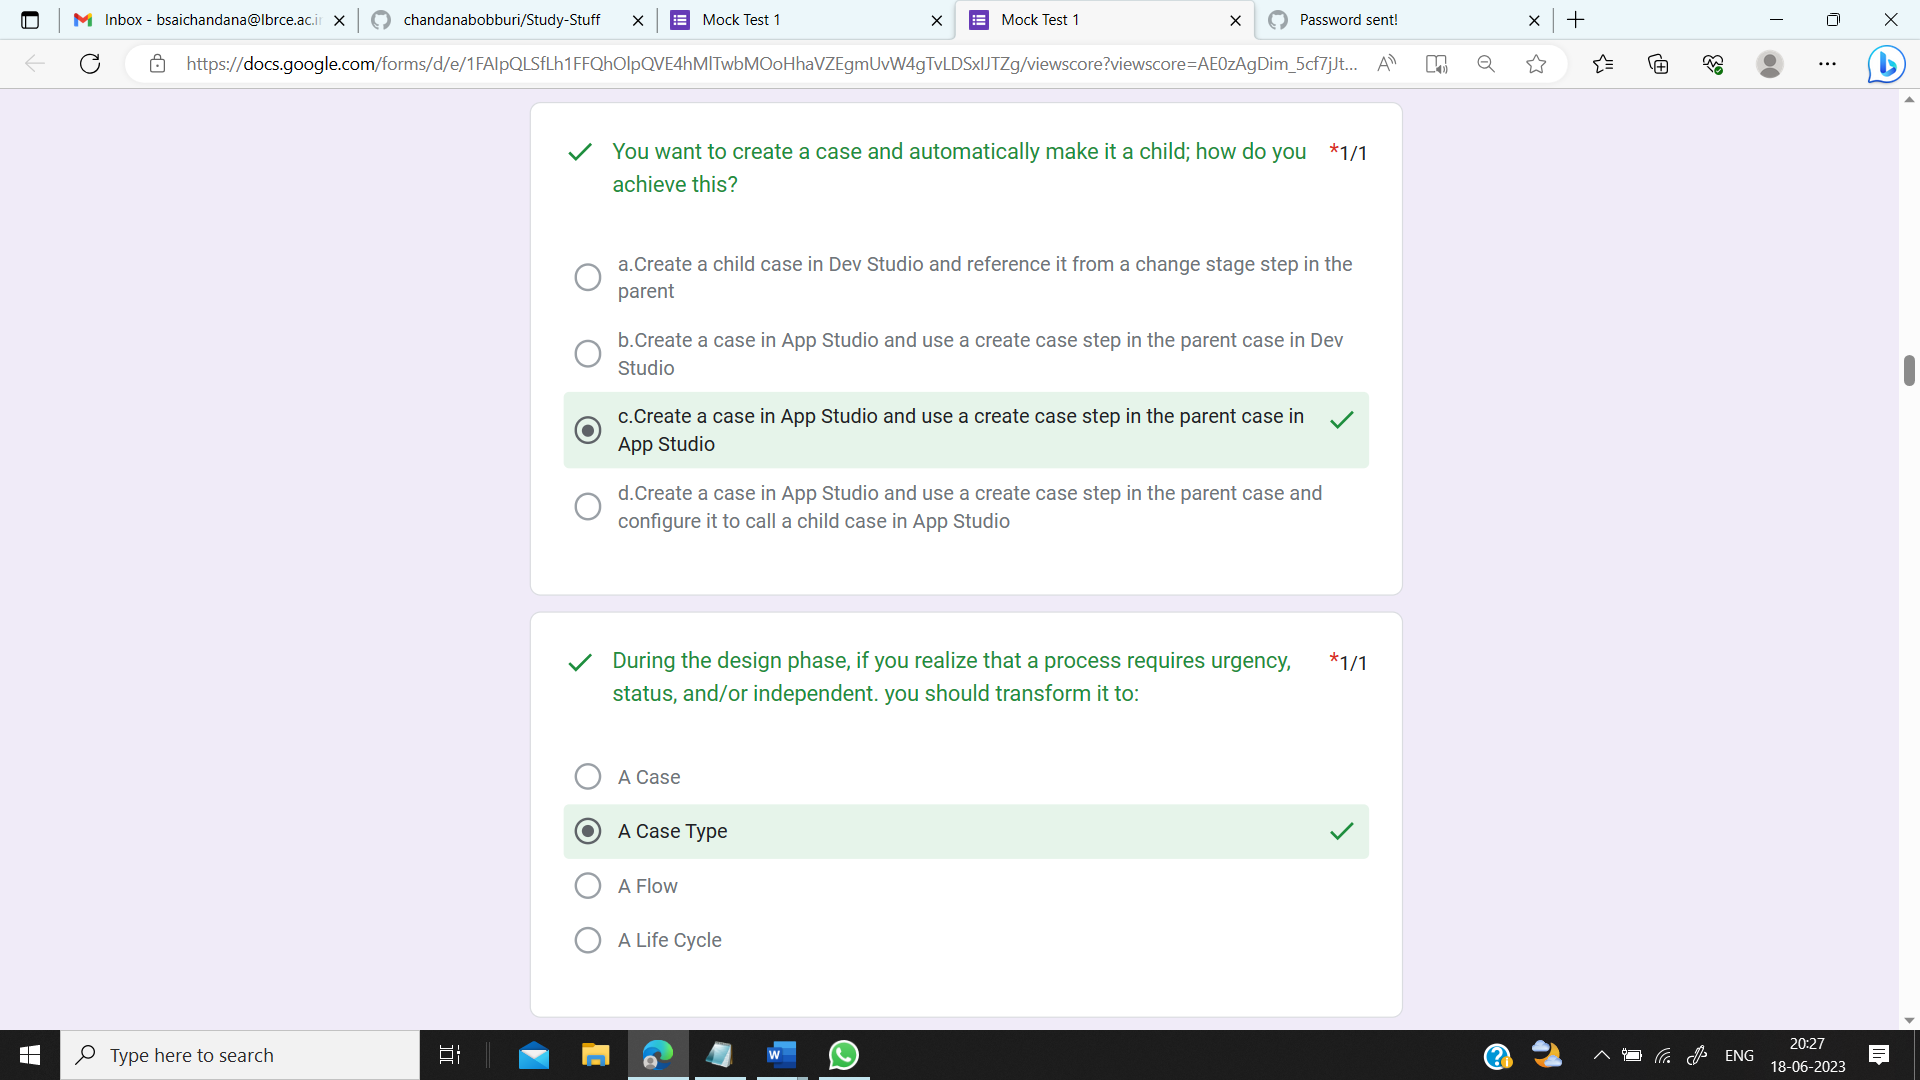 Inbox - bsaichandana@lbrce.ac.in
chandanabobburi/Study-Stuff
Mock Test 1
Mock Test 1
Password sent!
https://docs.google.com/forms/d/e/1FAIpQLSfLh1FFQhOlpQVE4hMlTwbMOoHhaVZEgmUvW4gTvLDSxIJTZg/viewscore?viewscore=AE0zAgDim_5cf7jJt...
You want to create a case and automatically make it a child; how do you *1/1
achieve this?
a.Create a child case in Dev Studio and reference it from a change stage step in the
parent
b.Create a case in App Studio and use a create case step in the parent case in Dev
Studio
c.Create a case in App Studio and use a create case step in the parent case in
App Studio
d.Create a case in App Studio and use a create case step in the parent case and
configure it to call a child case in App Studio
During the design phase, if you realize that a process requires urgency, *1/1
status, and/or independent. you should transform it to:
A Case
A Case Type
A Flow
A Life Cycle
Type here to search
ENG
20:27
18-06-2023